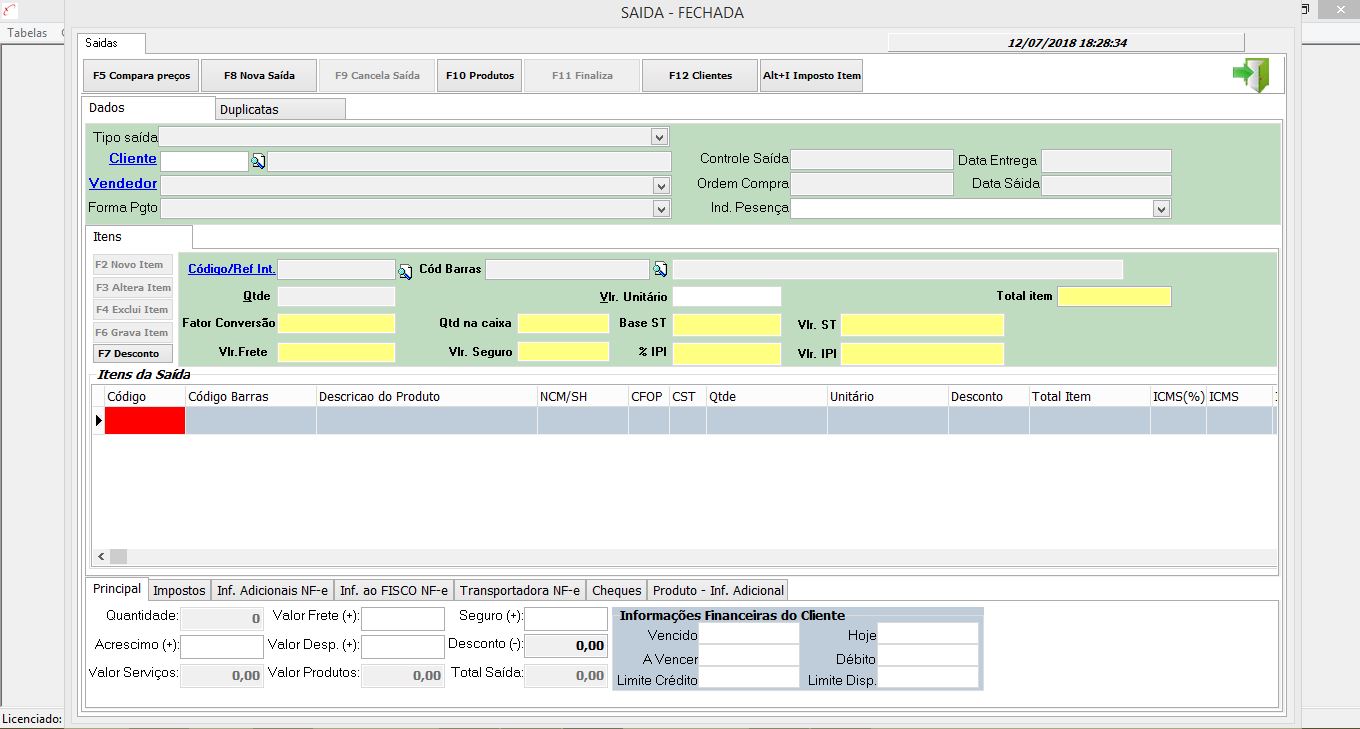 SAIDA - FECHADA
Tabelas
Saidas
12/07/2018 18:28:34
F5 Compara preços F8 Nova Saída F9 Cancela Saída F10 Produtos F11 Finaliza F12 Clientes Alt+I Imposto Item
Dados Duplicatas
Tipo saída
Cliente Controle Saída Data Entrega
Vendedor Ordem Compra Data Sáida
Forma Pgto Ind. Pesença
Itens
F2 Novo Item Código/Ref Int. Cód Barras
F3 Altera Item Qtde Vlr. Unitário Total item
F4 Exclui Item
F6 Grava Item Fator Conversão Qtd na caixa Base ST Vlr. ST
F7 Desconto Vlr.Frete Vlr. Seguro % IPI Vlr. IPI
Itens da Saída
Código Código Barras Descricao do Produto NCM/SH CFOP CST Qtde Unitário Desconto Total Item ICMS(%) ICMS
Principal Impostos Inf. Adicionais NF-e Inf. ao FISCO NF-e Transportadora NF-e Cheques Produto - Inf. Adicional
Quantidade: 0 Valor Frete (+): Seguro (+): Informações Financeiras do Cliente
Acrescimo (+): Valor Desp. (+): Desconto (-): 0,00 Vencido Hoje
A Vencer Débito
Valor Serviços: 0,00 Valor Produtos: 0,00 Total Saída: 0,00 Limite Crédito Limite Disp.
Licenciado: